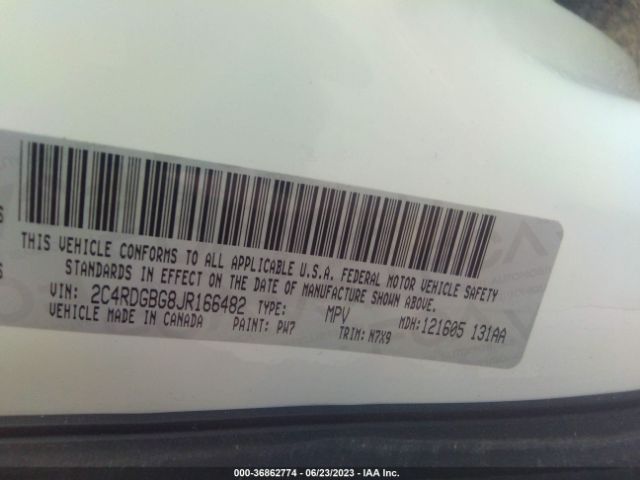 THIS VEHICLE CONFORMS TO ALL APPLICABLE U.S.A. FEDERAL MOTOR VEHICLE SAFETY
STANDARDS IN EFFECT ON THE DATE OF MANUFACTURE SHOWN ABOVE.
VIN: 2C4RDGBG8JR166482 TYPE: MPV MDH: 121605 131AA
VEHICLE MADE IN CANADA PAINT: PW7 TRIM: N7X9
000-36862774 - 06/23/2023 - IAA Inc.